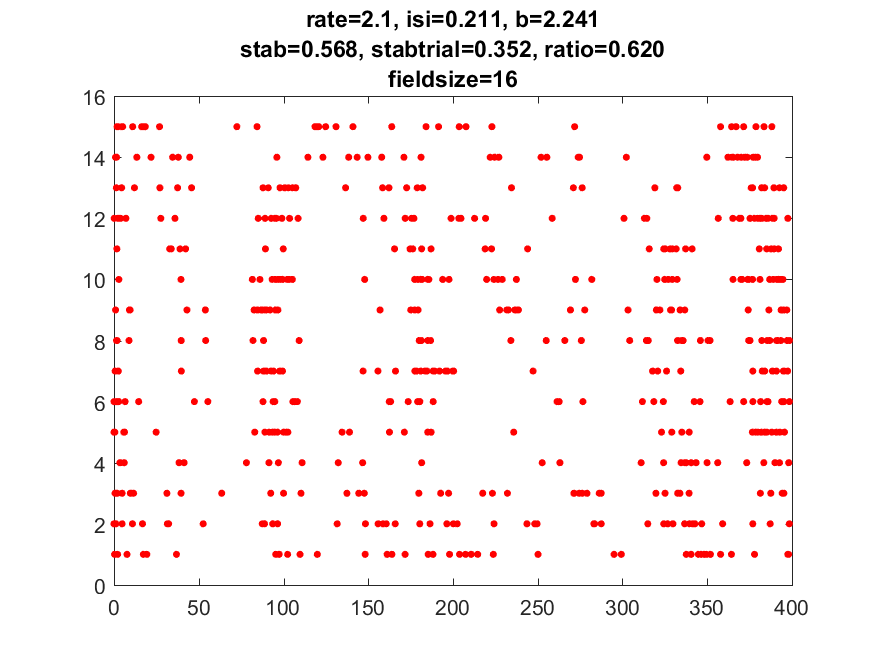 rate=2.1, isi=0.211, b=2.241
stab=0.568, stabtrial=0.352, ratio=0.620
fieldsize=16
16
14
12
10
8
6
4
2
0
0 50 100 150 200 250 300 350 400